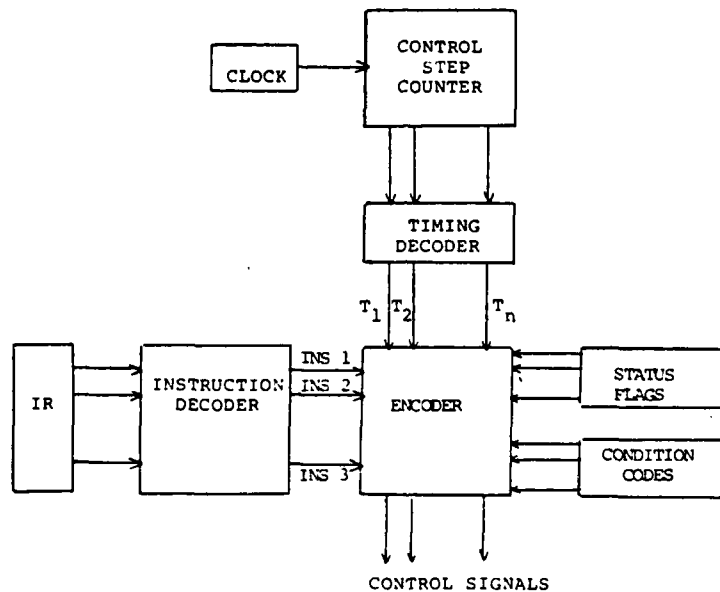 CONTROL
STEP
COUNTER
CLOCK
TIMING
DECODER
T1 T2 Tn
IR
INSTRUCTION
DECODER
INS 1
INS 2
INS 3
ENCODER
STATUS
FLAGS
CONDITION
CODES
CONTROL SIGNALS